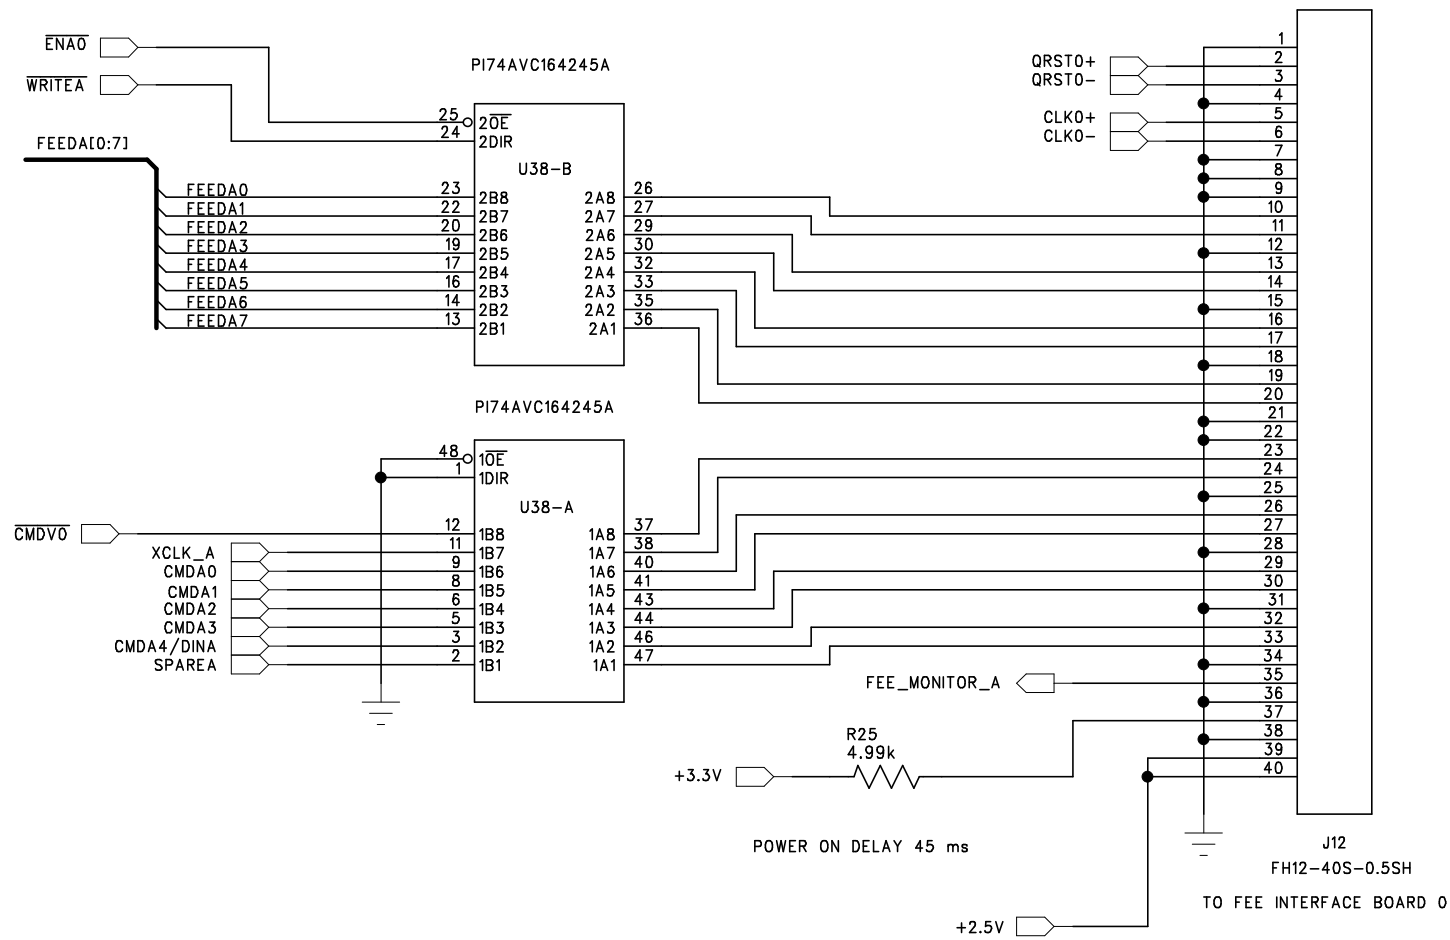 ENA0
WRITEA
FEEDA[0:7]
PI74AVC164245A
25 2OE
24 2DIR
U38-B
FEEDA0 23 2B8 2A8 26
FEEDA1 22 2B7 2A7 27
FEEDA2 20 2B6 2A6 29
FEEDA3 19 2B5 2A5 30
FEEDA4 17 2B4 2A4 32
FEEDA5 16 2B3 2A3 33
FEEDA6 14 2B2 2A2 35
FEEDA7 13 2B1 2A1 36
PI74AVC164245A
48 1OE
1 1DIR
U38-A
CMDV0 12 1B8 1A8 37
XCLK_A 11 1B7 1A7 38
CMDA0 9 1B6 1A6 40
CMDA1 8 1B5 1A5 41
CMDA2 6 1B4 1A4 43
CMDA3 5 1B3 1A3 44
CMDA4/DINA 3 1B2 1A2 46
SPAREA 2 1B1 1A1 47
QRST0+
QRST0-
CLK0+
CLK0-
1
2
3
4
5
6
7
8
9
10
11
12
13
14
15
16
17
18
19
20
21
22
23
24
25
26
27
28
29
30
31
32
33
34
35
36
37
38
39
40
FEE_MONITOR_A
R25
4.99k
+3.3V
POWER ON DELAY 45 ms
+2.5V
J12
FH12-40S-0.5SH
TO FEE INTERFACE BOARD 0